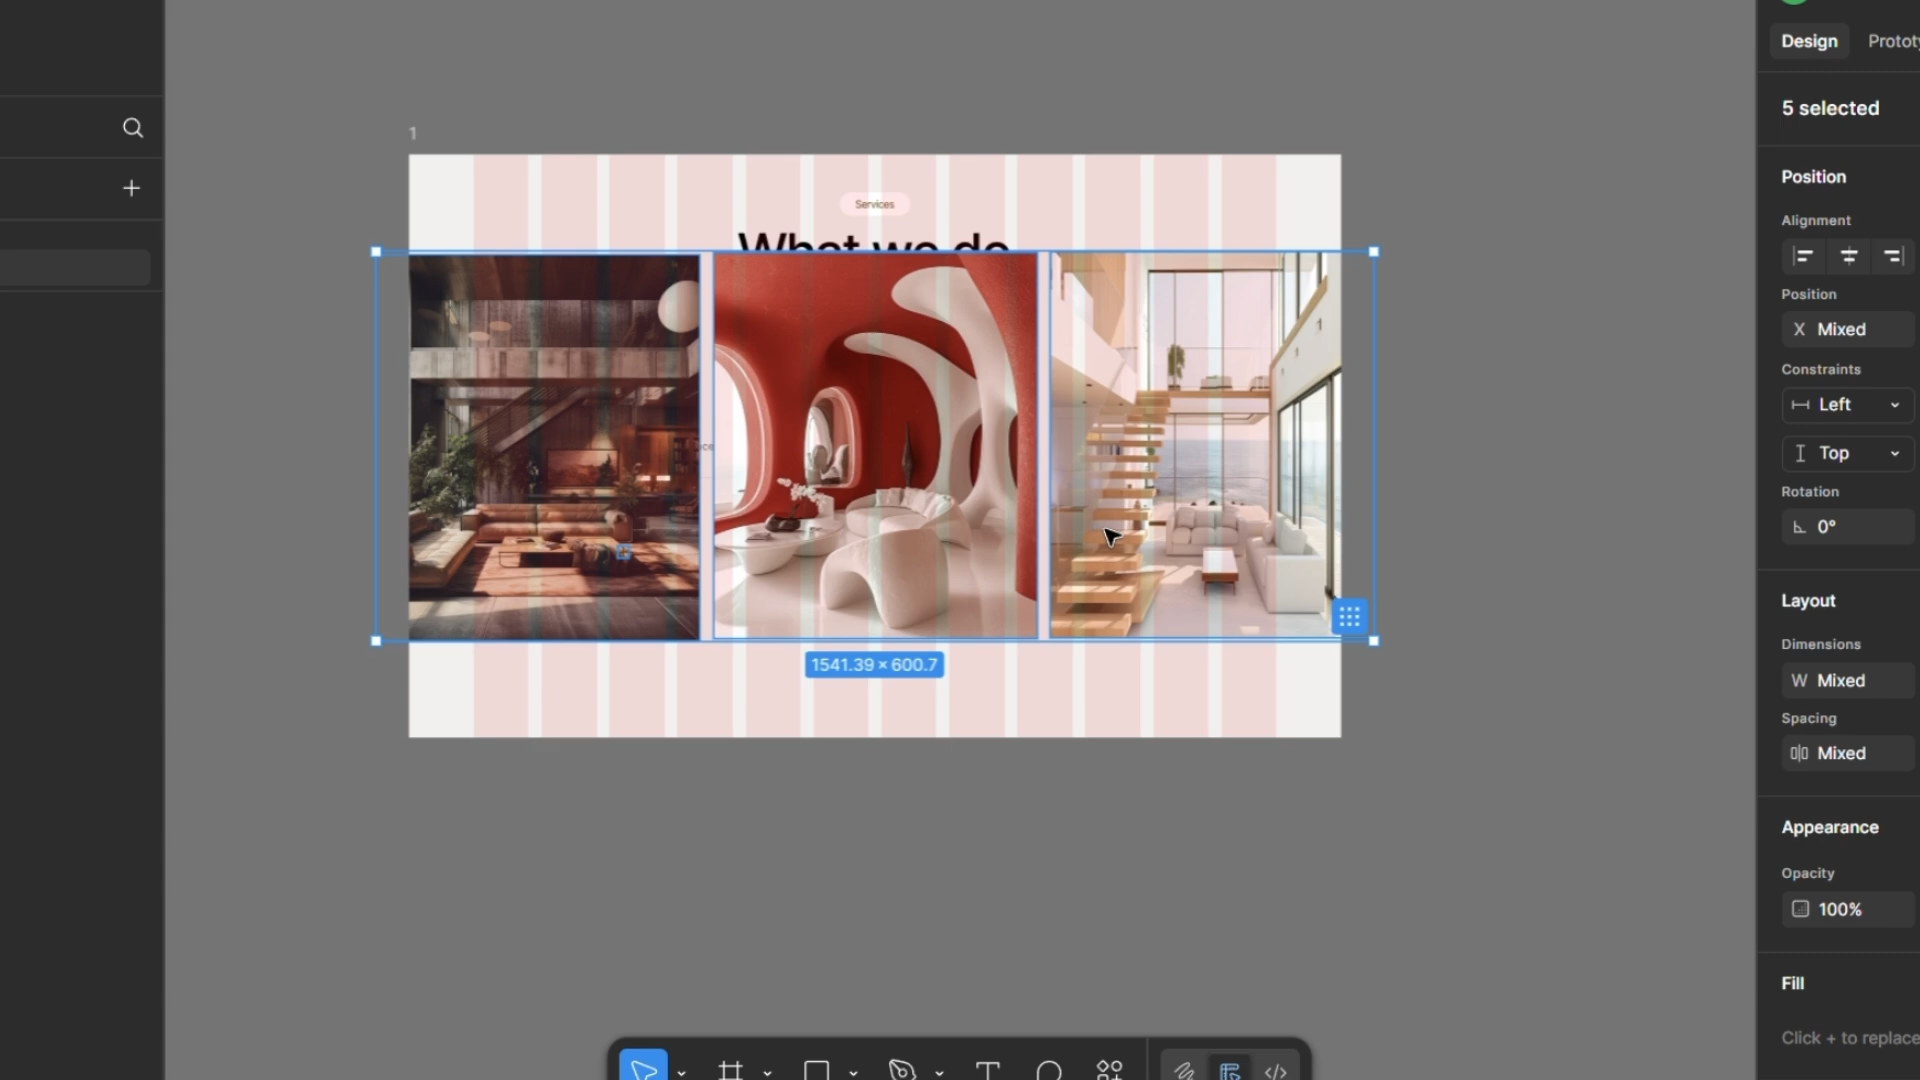 1
Services
What we do
1541.39 × 600.7
Design
5 selected
Position
Alignment
Position
X Mixed
Constraints
Left
Top
Rotation
0°
Layout
Dimensions
W Mixed
Spacing
Mixed
Appearance
Opacity
100%
Fill
Click + to replace